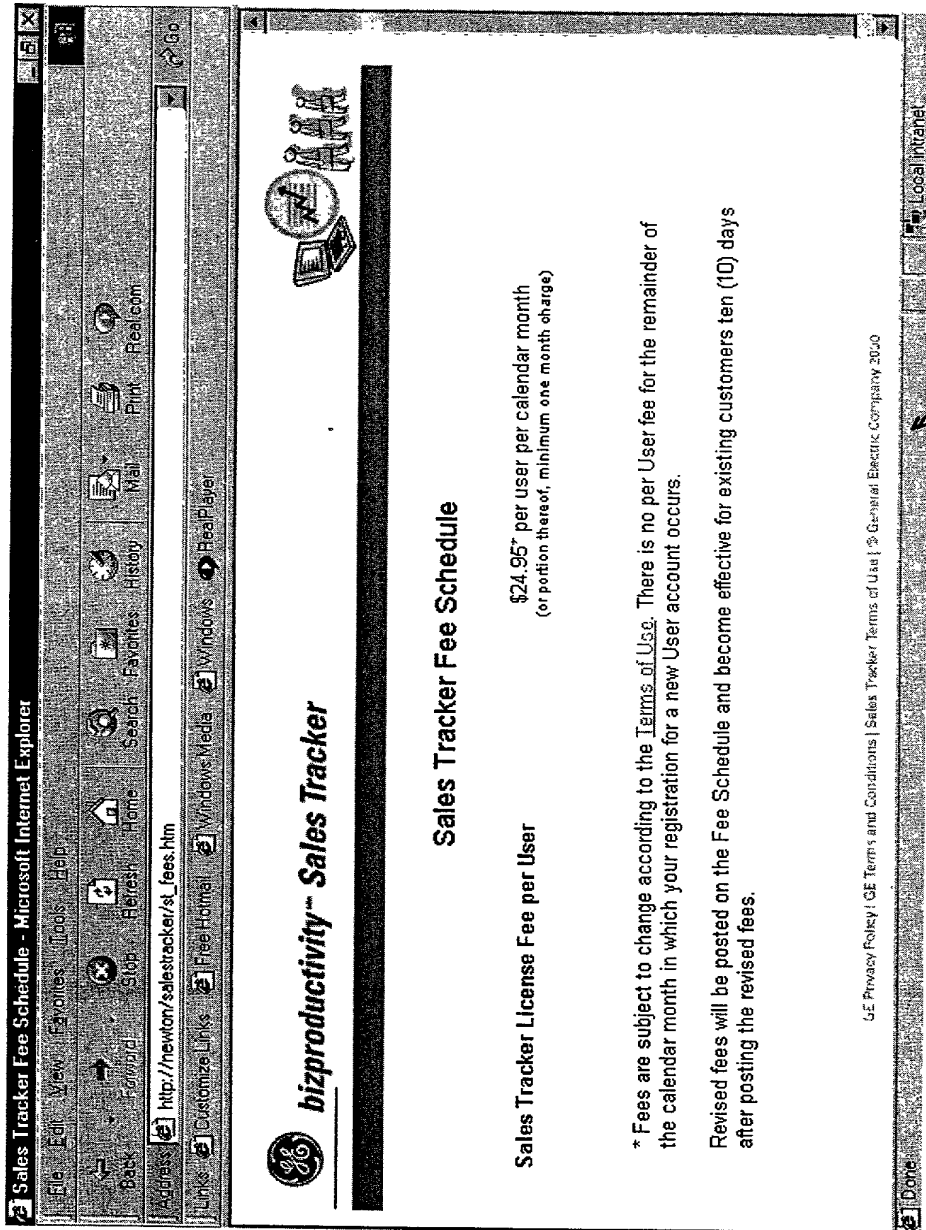 Sales Tracker Fee Schedule - Microsoft Internet Explorer
File Edit View Favorites Tools Help
Back Forward Stop Refresh Home Search Favorites History Mail Print Real.com
Address http://newton/salestracker/st_fees.htm Go
Links Customize Links Free Hotmail Windows Media Windows RealPlayer
bizproductivity™ Sales Tracker
Sales Tracker Fee Schedule
Sales Tracker License Fee per User $24.95* per user per calendar month
(or portion thereof, minimum one month charge)
* Fees are subject to change according to the Terms of Use. There is no per User fee for the remainder of
the calendar month in which your registration for a new User account occurs.
Revised fees will be posted on the Fee Schedule and become effective for existing customers ten (10) days
after posting the revised fees.
GE Privacy Policy | GE Terms and Conditions | Sales Tracker Terms of Use | © General Electric Company 2000
Done Local intranet